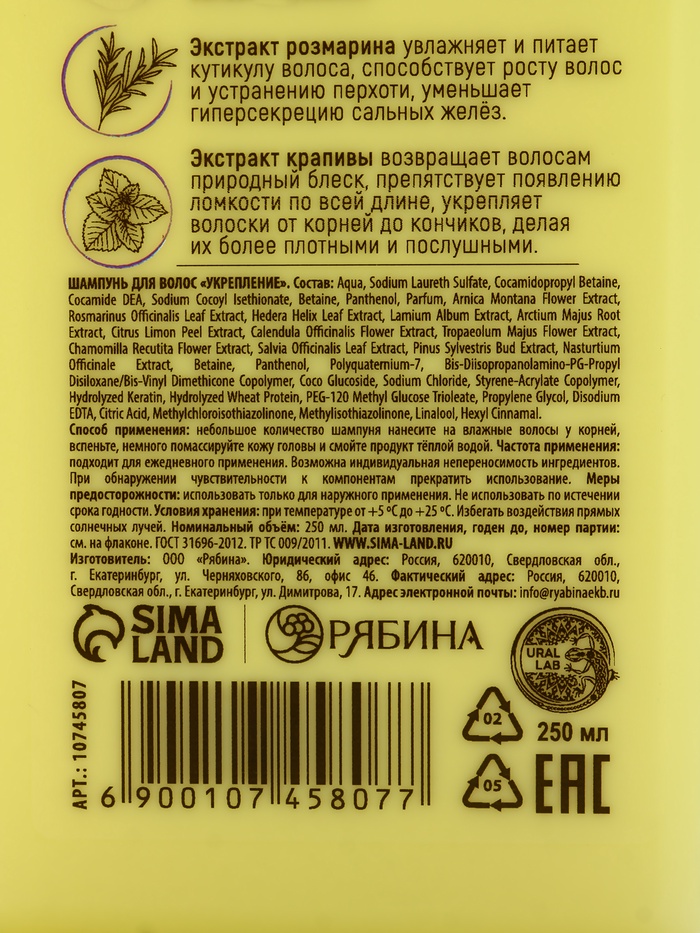 Экстракт розмарина увлажняет и питает
кутикулу волоса, способствует росту волос
и устранению перхоти, уменьшает
гиперсекрецию сальных желёз.
Экстракт крапивы возвращает волосам
природный блеск, препятствует появлению
ломкости по всей длине, укрепляет
волоски от корней до кончиков, делая
их более плотными и послушными.
ШАМПУНЬ ДЛЯ ВОЛОС «УКРЕПЛЕНИЕ». Состав: Aqua, Sodium Laureth Sulfate, Cocamidopropyl Betaine,
Cocamide DEA, Sodium Cocoyl Isethionate, Betaine, Panthenol, Parfum, Arnica Montana Flower Extract,
Rosmarinus Officinalis Leaf Extract, Hedera Helix Leaf Extract, Lamium Album Extract, Arctium Majus Root
Extract, Citrus Limon Peel Extract, Calendula Officinalis Flower Extract, Tropaeolum Majus Flower Extract,
Chamomilla Recutita Flower Extract, Salvia Officinalis Leaf Extract, Pinus Sylvestris Bud Extract, Nasturtium
Officinale Extract, Betaine, Panthenol, Polyquaternium-7, Bis-Diisopropanolamino-PG-Propyl
Disiloxane/Bis-Vinyl Dimethicone Copolymer, Coco Glucoside, Sodium Chloride, Styrene-Acrylate Copolymer,
Hydrolyzed Keratin, Hydrolyzed Wheat Protein, PEG-120 Methyl Glucose Trioleate, Propylene Glycol, Disodium
EDTA, Citric Acid, Methylchloroisothiazolinone, Methylisothiazolinone, Linalool, Hexyl Cinnamal.
Способ применения: небольшое количество шампуня нанесите на влажные волосы у корней,
вспеньте, немного помассируйте кожу головы и смойте продукт тёплой водой. Частота применения:
подходит для ежедневного применения. Возможна индивидуальная непереносимость ингредиентов.
При обнаружении чувствительности к компонентам прекратить использование. Меры
предосторожности: использовать только для наружного применения. Не использовать по истечении
срока годности. Условия хранения: при температуре от +5 ºС до +25 ºС. Избегать воздействия прямых
солнечных лучей. Номинальный объём: 250 мл. Дата изготовления, годен до, номер партии:
см. на флаконе. ГОСТ 31696-2012. ТР ТС 009/2011. WWW.SIMA-LAND.RU
Изготовитель: ООО «Рябина». Юридический адрес: Россия, 620010, Свердловская обл.,
г. Екатеринбург, ул. Черняховского, 86, офис 46. Фактический адрес: Россия, 620010,
Свердловская обл., г. Екатеринбург, ул. Димитрова, 17. Адрес электронной почты: info@ryabinaekb.ru
SIMA
LAND
РЯБИНА
URAL
LAB
АРТ.: 10745807
6 900107 458077
02
250 мл
05
EAC